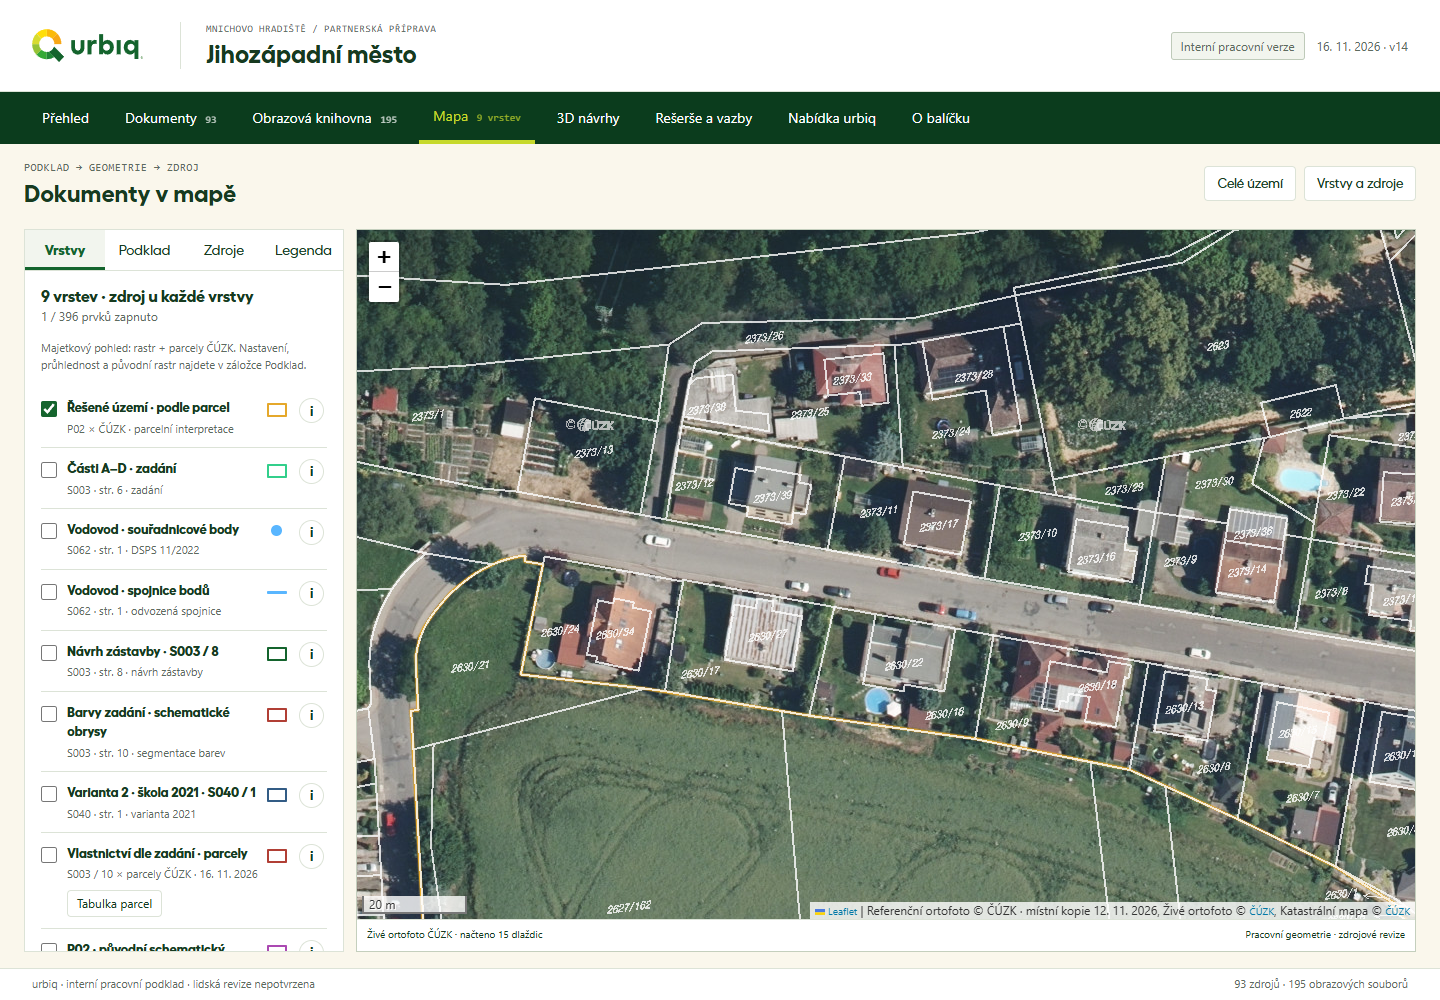 urbıq
MNICHOVO HRADIŠTĚ / PARTNERSKÁ PŘÍPRAVA
Jihozápadní město
Interní pracovní verze
16. 11. 2026 · v14
Přehled
Dokumenty 93
Obrazová knihovna 195
Mapa 9 vrstev
3D návrhy
Rešerše a vazby
Nabídka urbiq
O balíčku
PODKLAD → GEOMETRIE → ZDROJ
Dokumenty v mapě
Celé území
Vrstvy a zdroje
Vrstvy
Podklad
Zdroje
Legenda
9 vrstev · zdroj u každé vrstvy
1 / 396 prvků zapnuto
Majetkový pohled: rastr + parcely ČÚZK. Nastavení,
průhlednost a původní rastr najdete v záložce Podklad.
Řešené území · podle parcel
i
P02 × ČÚZK · parcelní interpretace
Části A–D · zadání
i
S003 · str. 6 · zadání
Vodovod · souřadnicové body
i
S062 · str. 1 · DSPS 11/2022
Vodovod · spojnice bodů
i
S062 · str. 1 · odvozená spojnice
Návrh zástavby · S003 / 8
i
S003 · str. 8 · návrh zástavby
Barvy zadání · schematické
obrysy
i
S003 · str. 10 · segmentace barev
Varianta 2 · škola 2021 · S040 / 1
i
S040 · str. 1 · varianta 2021
Vlastnictví dle zadání · parcely
i
S003 / 10 × parcely ČÚZK · 16. 11. 2026
Tabulka parcel
P02 · původní schematický
i
+
−
2373/26
2623
2373/33
2373/28
2373/30
2373/25
2373/1
2622
© ČÚZK
© ČÚZK
2373/24
2373/13
2373/12
2373/39
2373/29
2373/30
2373/22
2373/11
2373/17
2373/10
2373/36
2373/16
2373/9
2373/14
2373/8
2630/24
2630/34
2630/27
2630/21
2630/17
2630/22
2630/18
2630/16
2630/9
2630/13
2630/8
2630/7
2630/1
2627/162
20 m
Leaflet | Referenční ortofoto © ČÚZK · místní kopie 12. 11. 2026, Živé ortofoto © ČÚZK, Katastrální mapa © ČÚZK
Živé ortofoto ČÚZK · načteno 15 dlaždic
Pracovní geometrie · zdrojové revize
urbiq · interní pracovní podklad · lidská revize nepotvrzena
93 zdrojů · 195 obrazových souborů